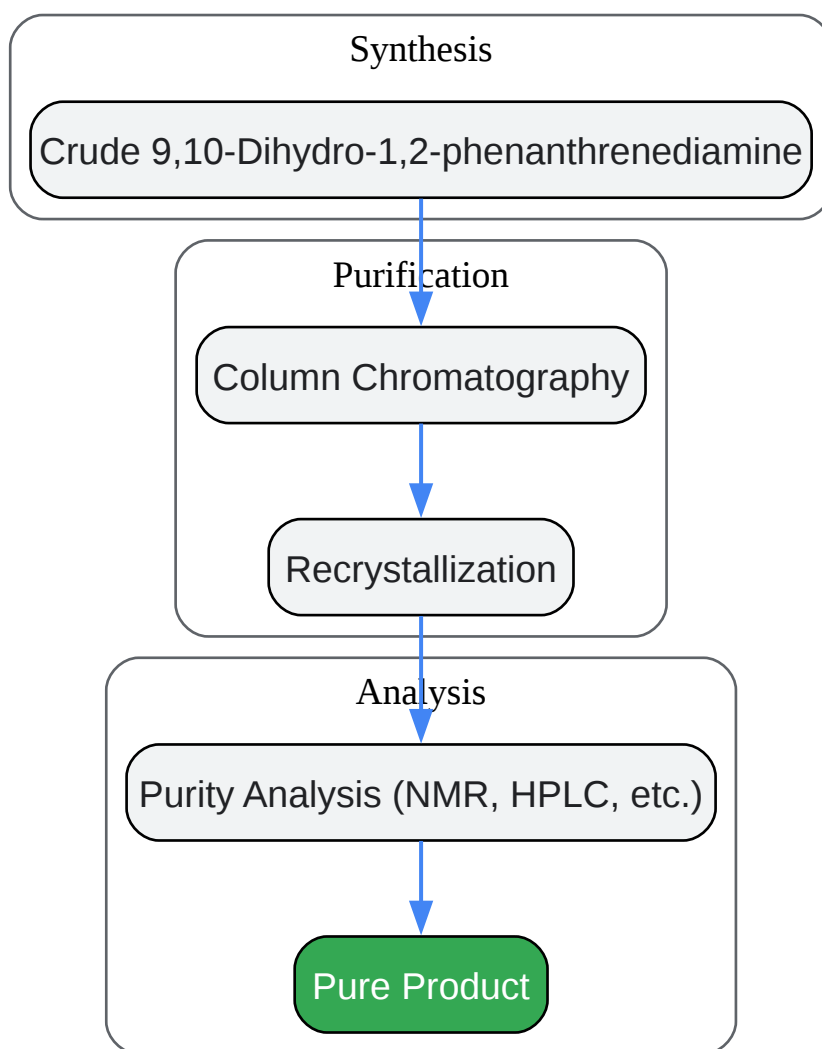 Synthesis
Crude 9,10-Dihydro-1,2-phenanthrenediamine
Purification
Column Chromatography
Recrystallization
Analysis
Purity Analysis (NMR, HPLC, etc.)
Pure Product